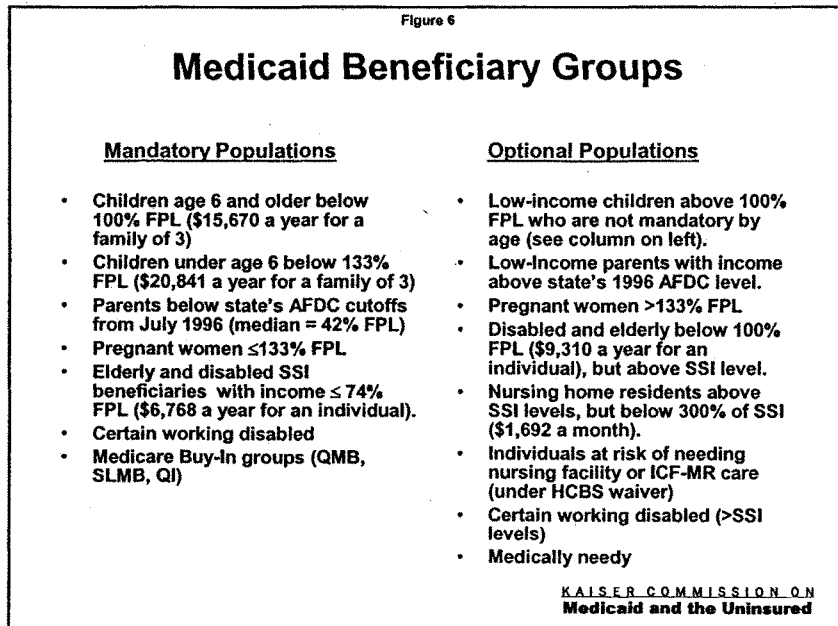 Figure 6
Medicaid Beneficiary Groups
Mandatory Populations
• Children age 6 and older below
100% FPL ($15,670 a year for a
family of 3)
• Children under age 6 below 133%
FPL ($20,841 a year for a family of 3)
• Parents below state's AFDC cutoffs
from July 1996 (median = 42% FPL)
• Pregnant women ≤133% FPL
• Elderly and disabled SSI
beneficiaries with income ≤ 74%
FPL ($6,768 a year for an individual).
• Certain working disabled
• Medicare Buy-In groups (QMB,
SLMB, QI)
Optional Populations
• Low-income children above 100%
FPL who are not mandatory by
age (see column on left).
• Low-Income parents with income
above state's 1996 AFDC level.
• Pregnant women >133% FPL
• Disabled and elderly below 100%
FPL ($9,310 a year for an
individual), but above SSI level.
• Nursing home residents above
SSI levels, but below 300% of SSI
($1,692 a month).
• Individuals at risk of needing
nursing facility or ICF-MR care
(under HCBS waiver)
• Certain working disabled (>SSI
levels)
• Medically needy
KAISER COMMISSION ON
Medicaid and the Uninsured